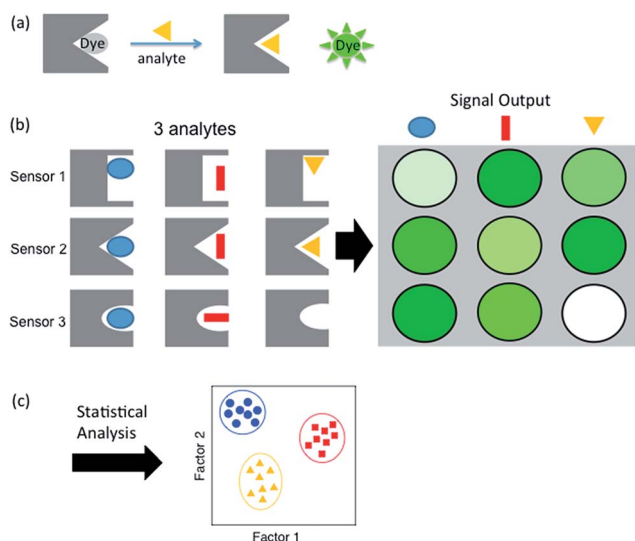 (a)
Dye
analyte
Dye
Signal Output
(b)
3 analytes
Sensor 1
Sensor 2
Sensor 3
(c)
Statistical
Analysis
Factor 2
Factor 1